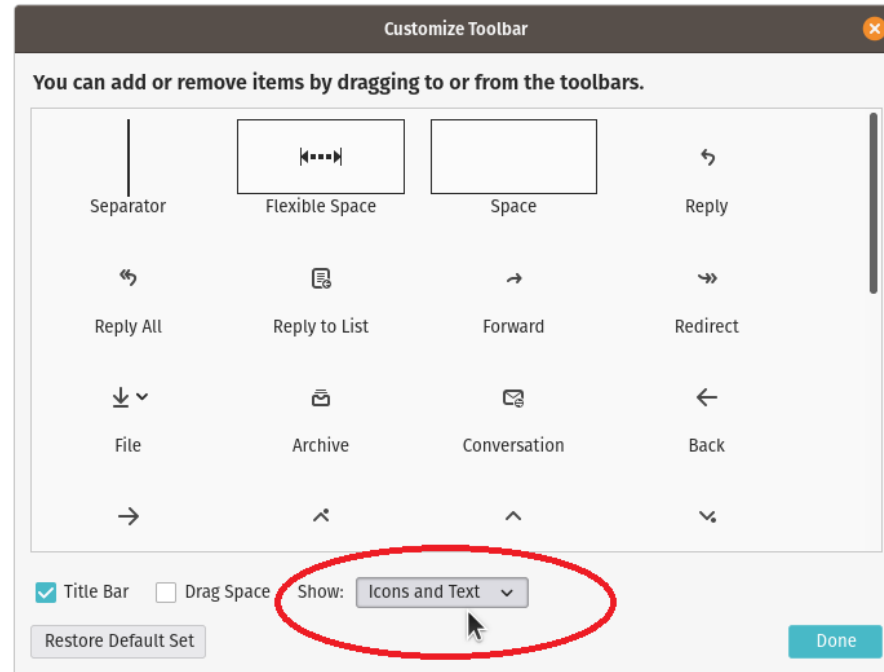 Customize Toolbar
You can add or remove items by dragging to or from the toolbars.
Separator
Flexible Space
Space
Reply
Reply All
Reply to List
Forward
Redirect
File
Archive
Conversation
Back
Title Bar
Drag Space
Show:
Icons and Text
Restore Default Set
Done